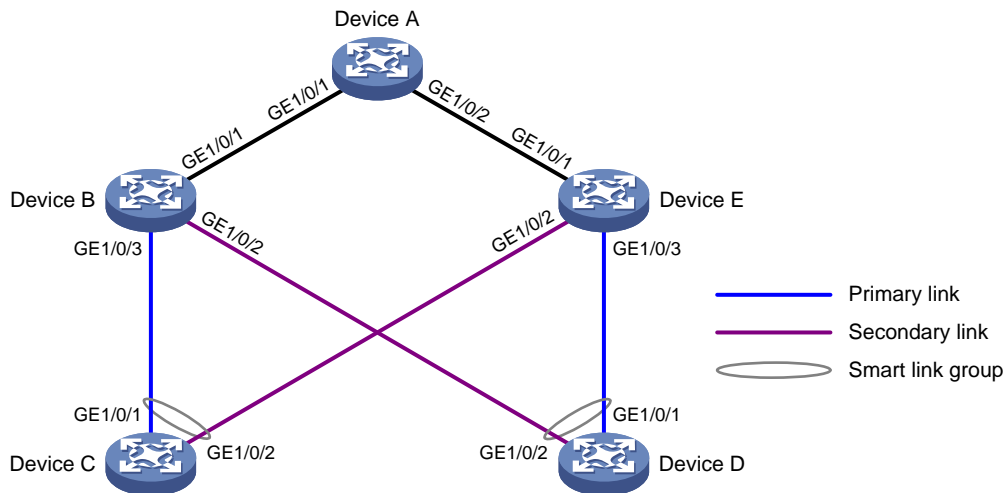 Device A
GE1/0/1
GE1/0/2
GE1/0/1
GE1/0/1
Device B
Device E
GE1/0/2
GE1/0/2
GE1/0/3
GE1/0/3
Primary link
Secondary link
Smart link group
GE1/0/1
GE1/0/1
GE1/0/2
GE1/0/2
Device C
Device D